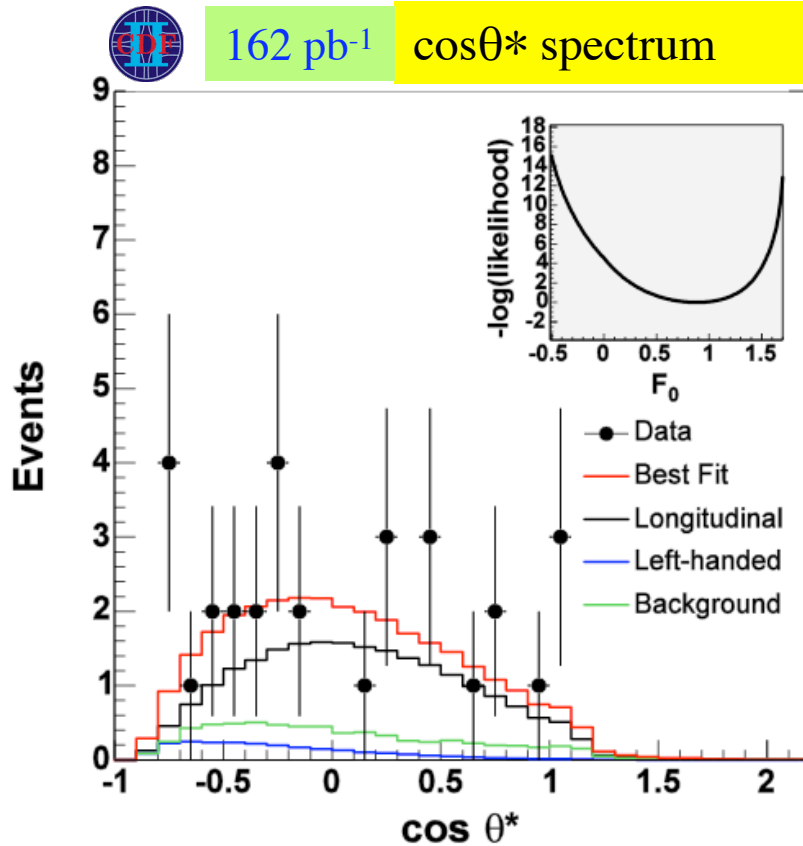 CDF II 162 pb-1 cosθ* spectrum
9
8
7
6
5
4
3
2
1
0
Events
-1 -0.5 0 0.5 1 1.5 2
cos θ*
18
16
14
12
10
8
6
4
2
0
-2
-log(likelihood)
-0.5 0 0.5 1 1.5
F0
Data
Best Fit
Longitudinal
Left-handed
Background